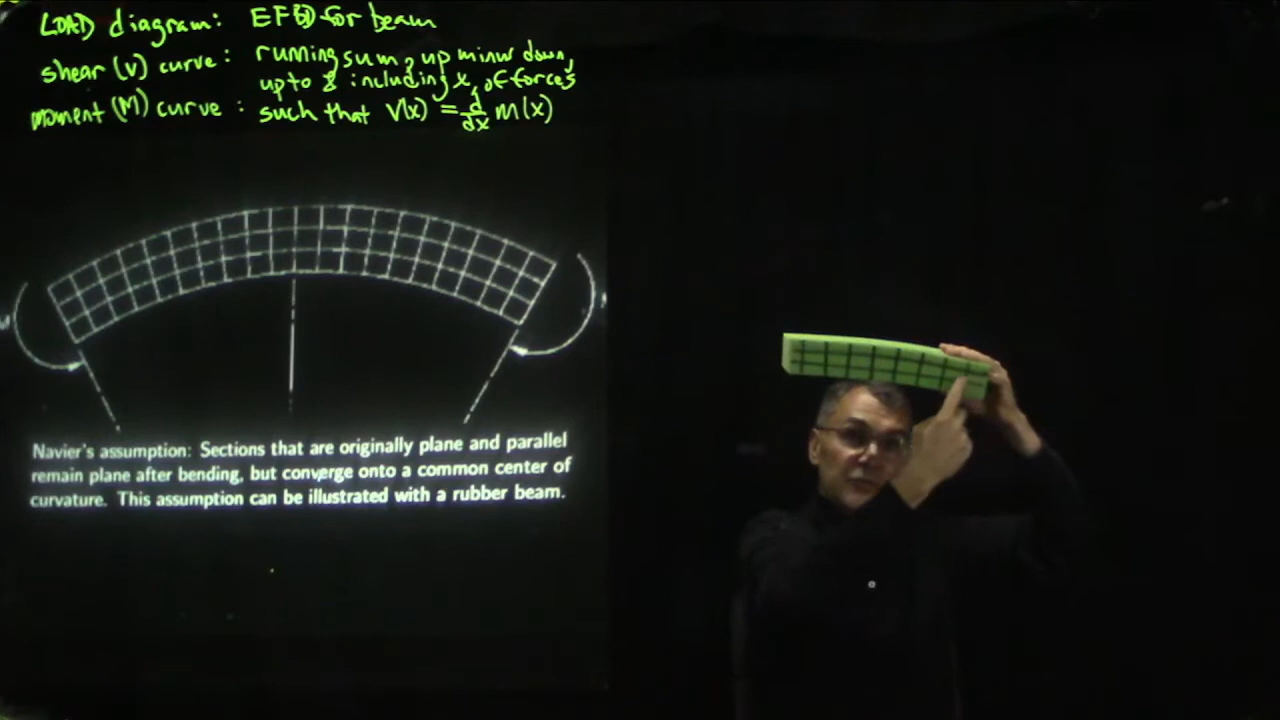 LOAD diagram: EFBD for beam
shear (V) curve: running sum, up minus down,
up to & including x, of forces
moment (M) curve: such that V(x) = d/dx M(x)
Navier's assumption: Sections that are originally plane and parallel
remain plane after bending, but converge onto a common center of
curvature. This assumption can be illustrated with a rubber beam.